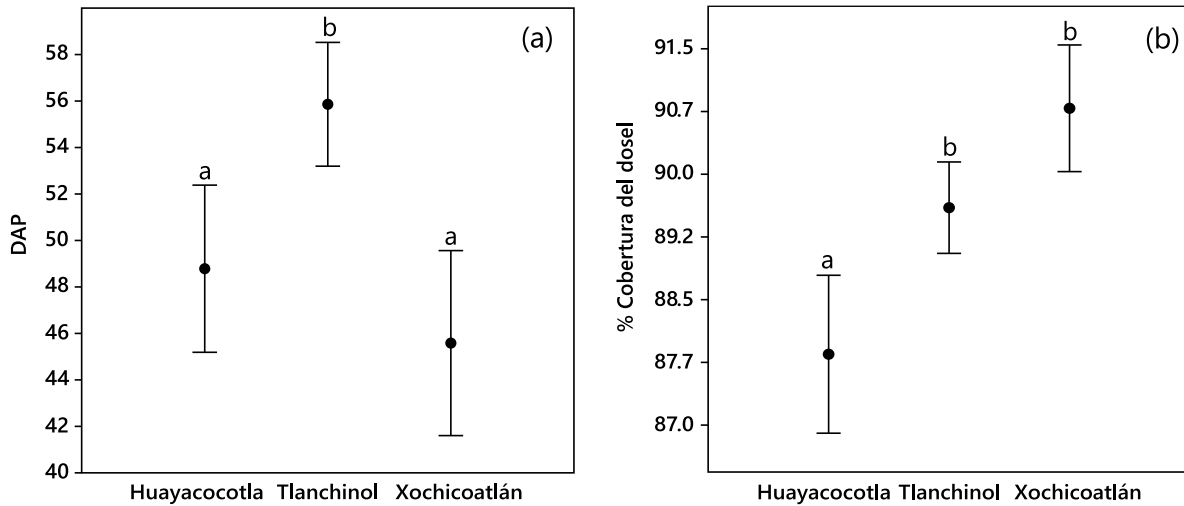 (a)
DAP
58
56
54
52
50
48
46
44
42
40
a
b
a
Huayacocotla Tlanchinol Xochicoatlán
(b)
% Cobertura del dosel
91.5
90.7
90.0
89.2
88.5
87.7
87.0
a
b
b
Huayacocotla Tlanchinol Xochicoatlán